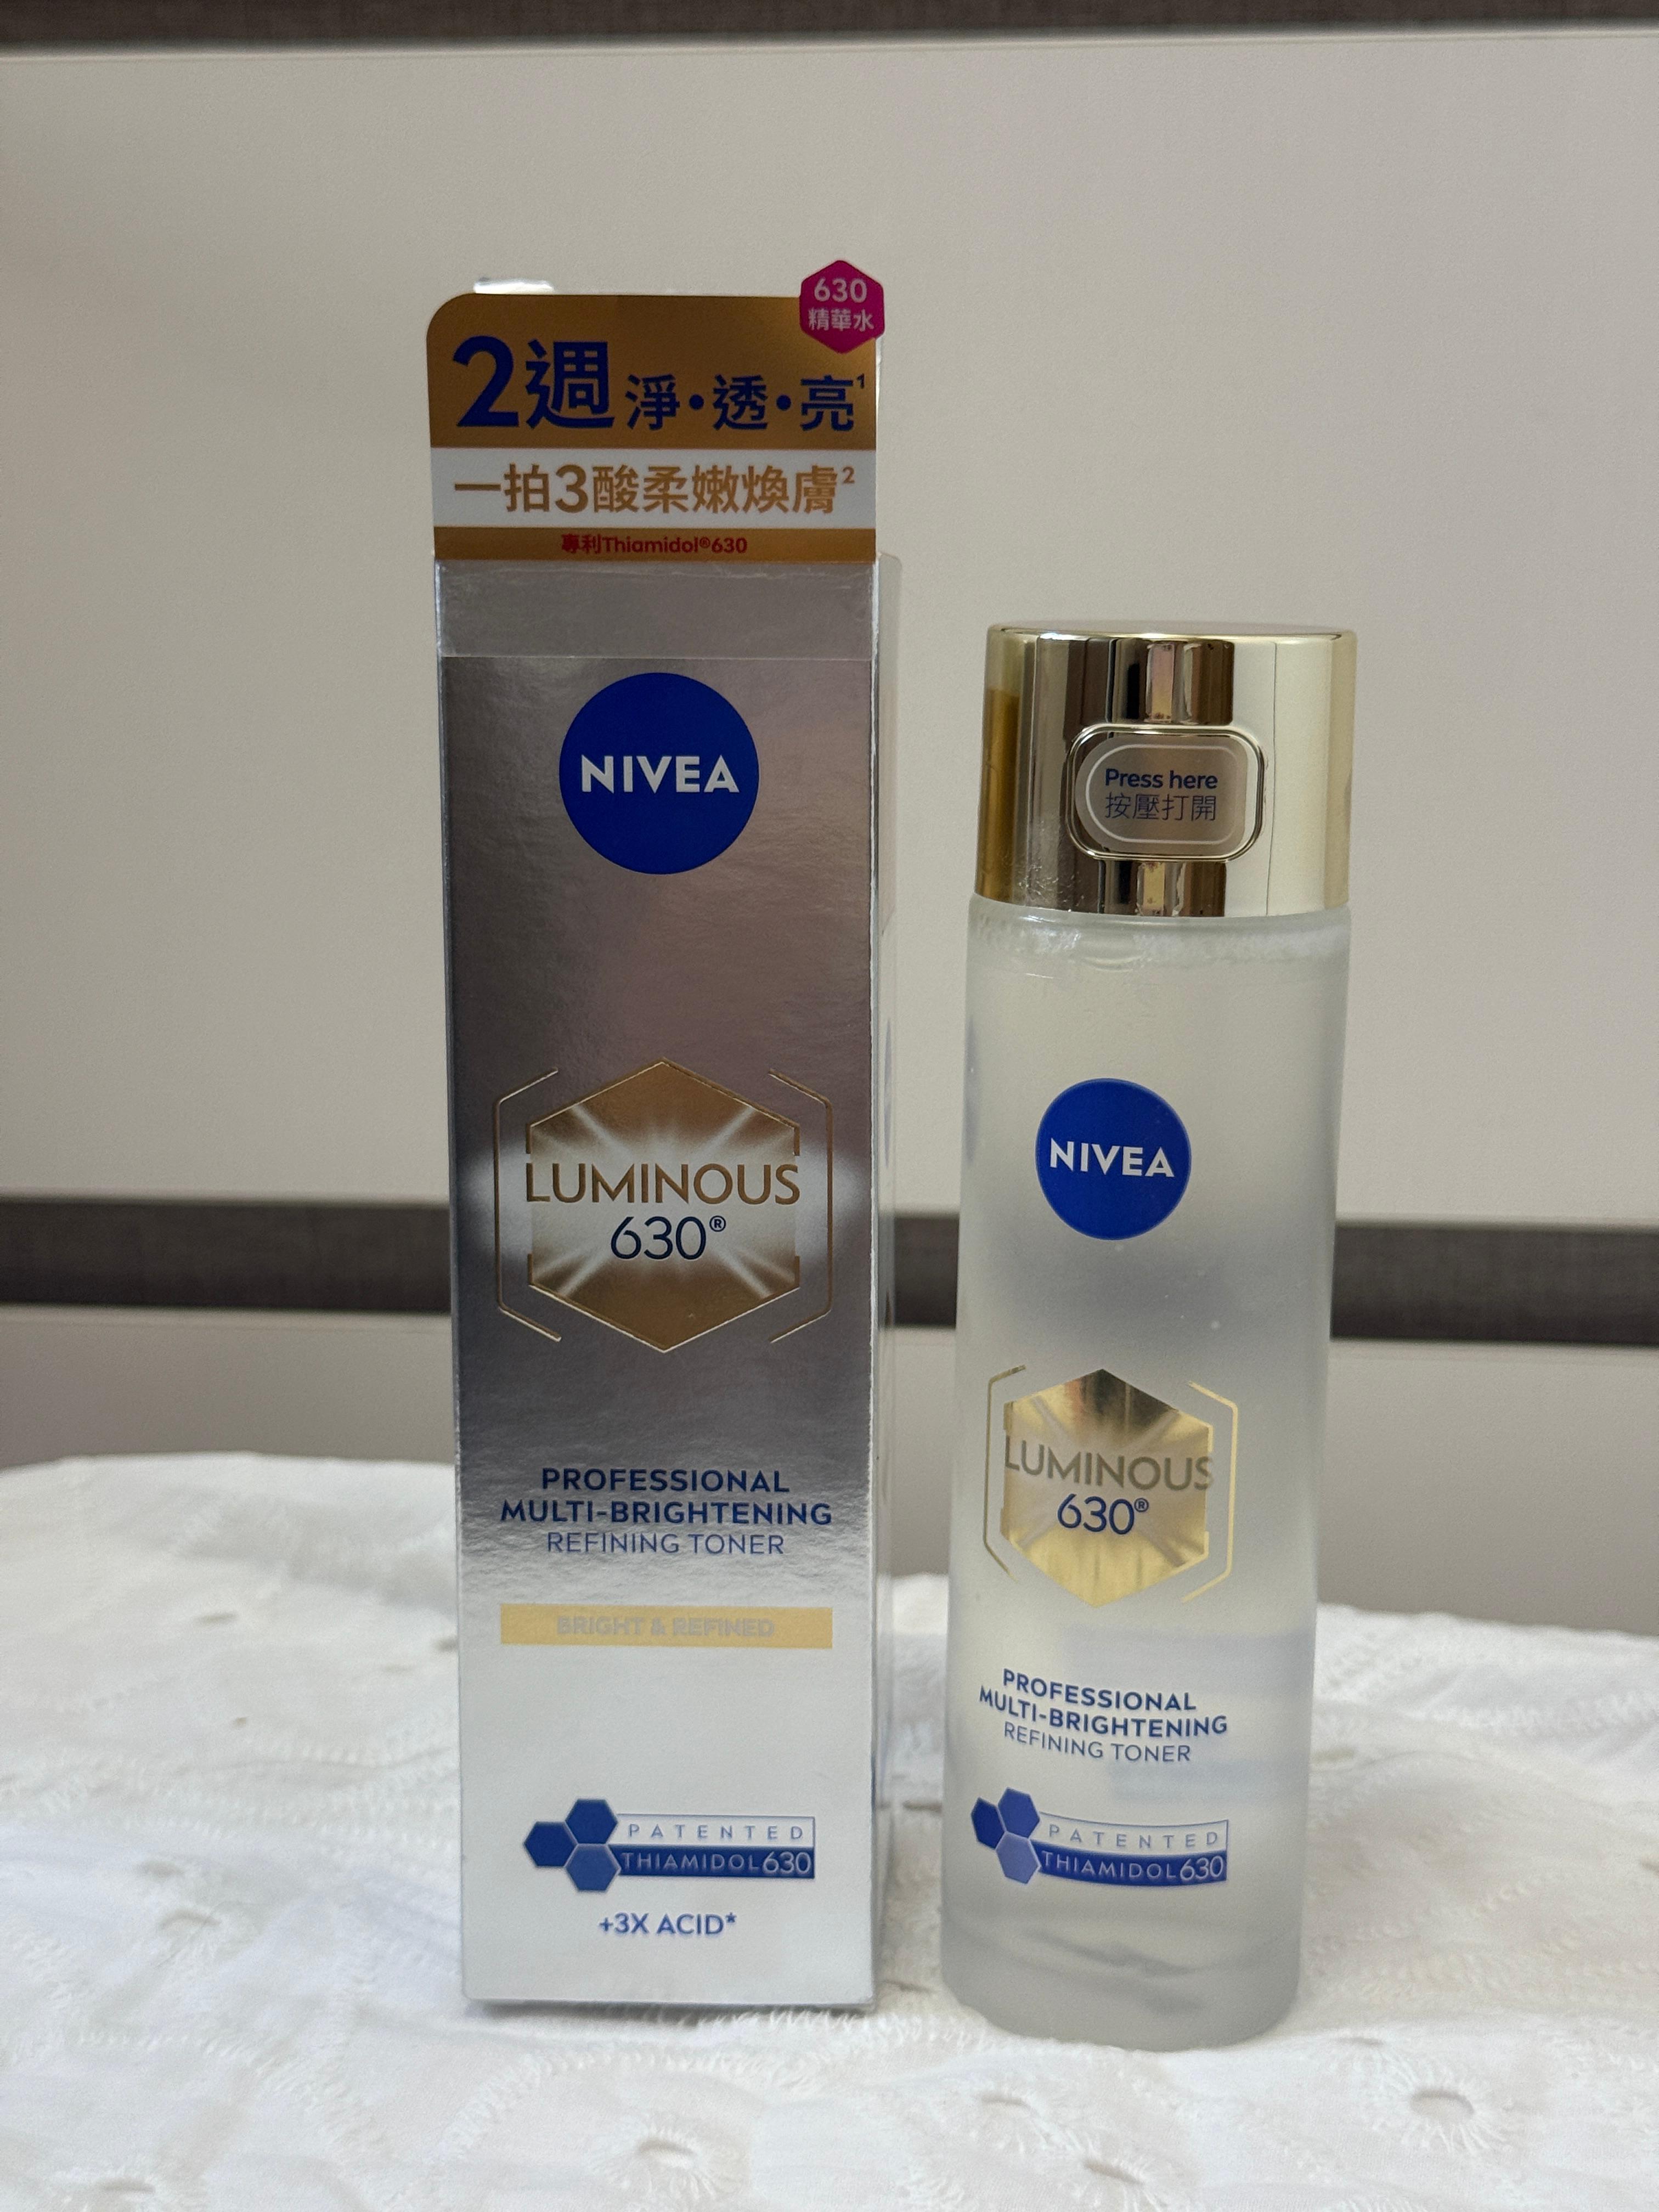 630
精華水
2週 淨•透•亮¹
一拍3酸柔嫩煥膚²
專利Thiamidol®630
NIVEA
LUMINOUS
630®
PROFESSIONAL
MULTI-BRIGHTENING
REFINING TONER
BRIGHT & REFINED
PATENTED
THIAMIDOL630
+3X ACID*
Press here
按壓打開
NIVEA
LUMINOUS
630®
PROFESSIONAL
MULTI-BRIGHTENING
REFINING TONER
PATENTED
THIAMIDOL630